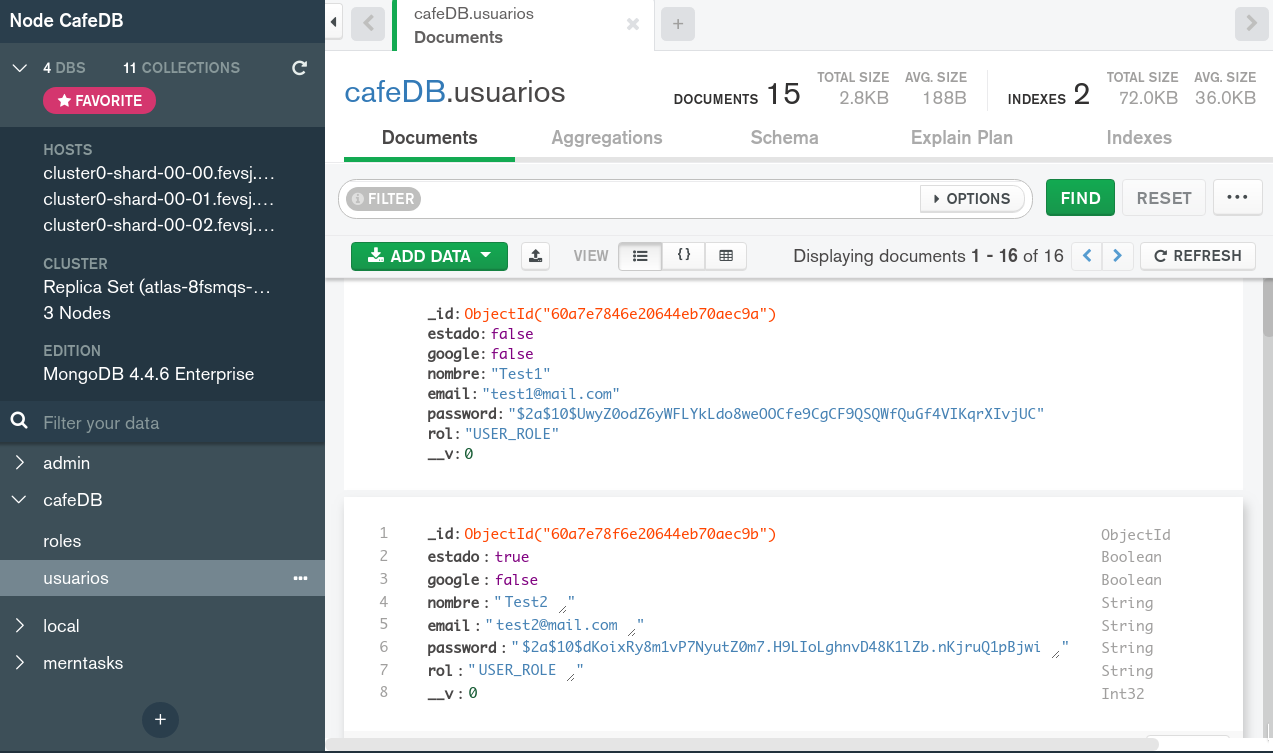 Node CafeDB
4 DBS 11 COLLECTIONS
FAVORITE
HOSTS
cluster0-shard-00-00.fevsj....
cluster0-shard-00-01.fevsj....
cluster0-shard-00-02.fevsj....
CLUSTER
Replica Set (atlas-8fsmqs-...
3 Nodes
EDITION
MongoDB 4.4.6 Enterprise
Filter your data
admin
cafeDB
roles
usuarios
local
merntasks
cafeDB.usuarios
Documents
cafeDB.usuarios
DOCUMENTS 15
TOTAL SIZE 2.8KB
AVG. SIZE 188B
INDEXES 2
TOTAL SIZE 72.0KB
AVG. SIZE 36.0KB
Documents Aggregations Schema Explain Plan Indexes
FILTER OPTIONS FIND RESET
ADD DATA VIEW {} Displaying documents 1 - 16 of 16 REFRESH
_id: ObjectId("60a7e7846e20644eb70aec9a")
estado: false
google: false
nombre: "Test1"
email: "test1@mail.com"
password: "$2a$10$UwyZ0odZ6yWFLYkLdo8weOOCfe9CgCF9QSQWfQuGf4VIKqrXIvjUC"
rol: "USER_ROLE"
__v: 0
1 _id: ObjectId("60a7e78f6e20644eb70aec9b") ObjectId
2 estado : true Boolean
3 google : false Boolean
4 nombre : "Test2 " String
5 email : "test2@mail.com " String
6 password : "$2a$10$dKoixRy8m1vP7NyutZ0m7.H9LIoLghnvD48K1lZb.nKjruQ1pBjwi " String
7 rol : "USER_ROLE " String
8 __v : 0 Int32